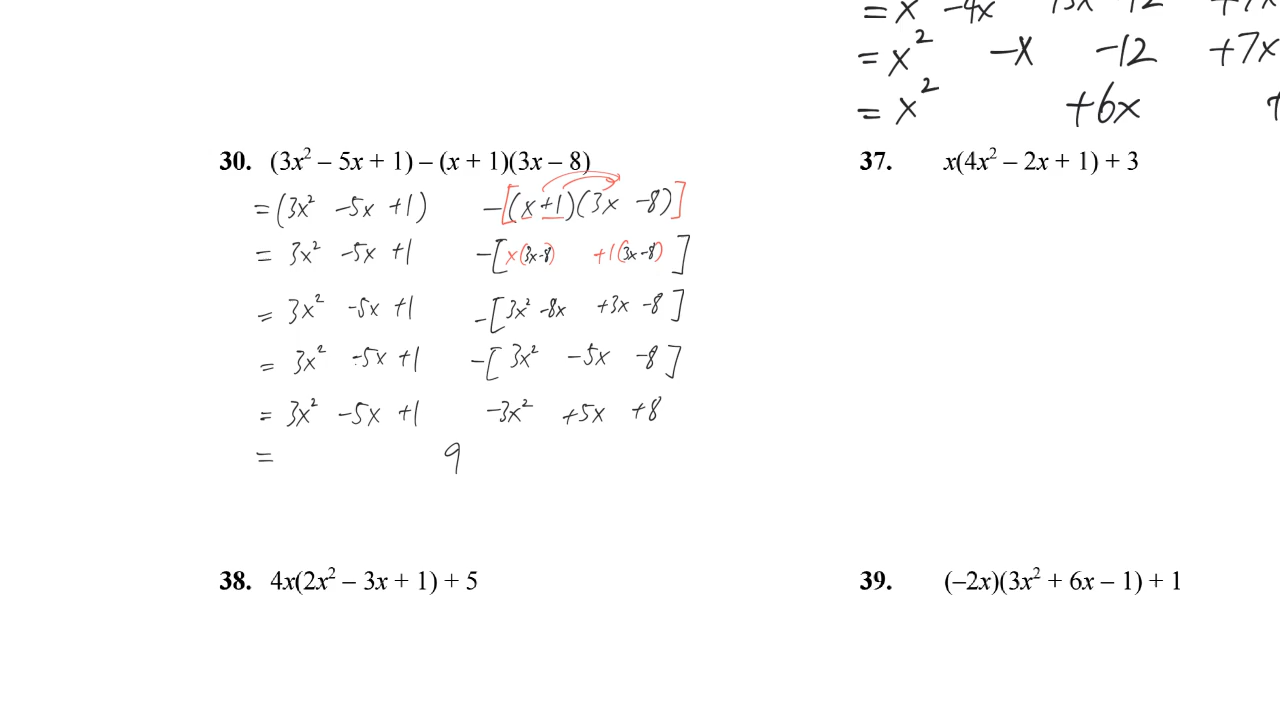 = x -4x 13x -12 +7x
= x² -x -12 +7x
= x² +6x
30. (3x² – 5x + 1) – (x + 1)(3x – 8)
= (3x² -5x +1) -[(x +1)(3x -8)]
= 3x² -5x +1 -[x(3x-8) +1(3x-8)]
= 3x² -5x +1 -[3x² -8x +3x -8]
= 3x² -5x +1 -[3x² -5x -8]
= 3x² -5x +1 -3x² +5x +8
= 9
37. x(4x² – 2x + 1) + 3
38. 4x(2x² – 3x + 1) + 5
39. (–2x)(3x² + 6x – 1) + 1